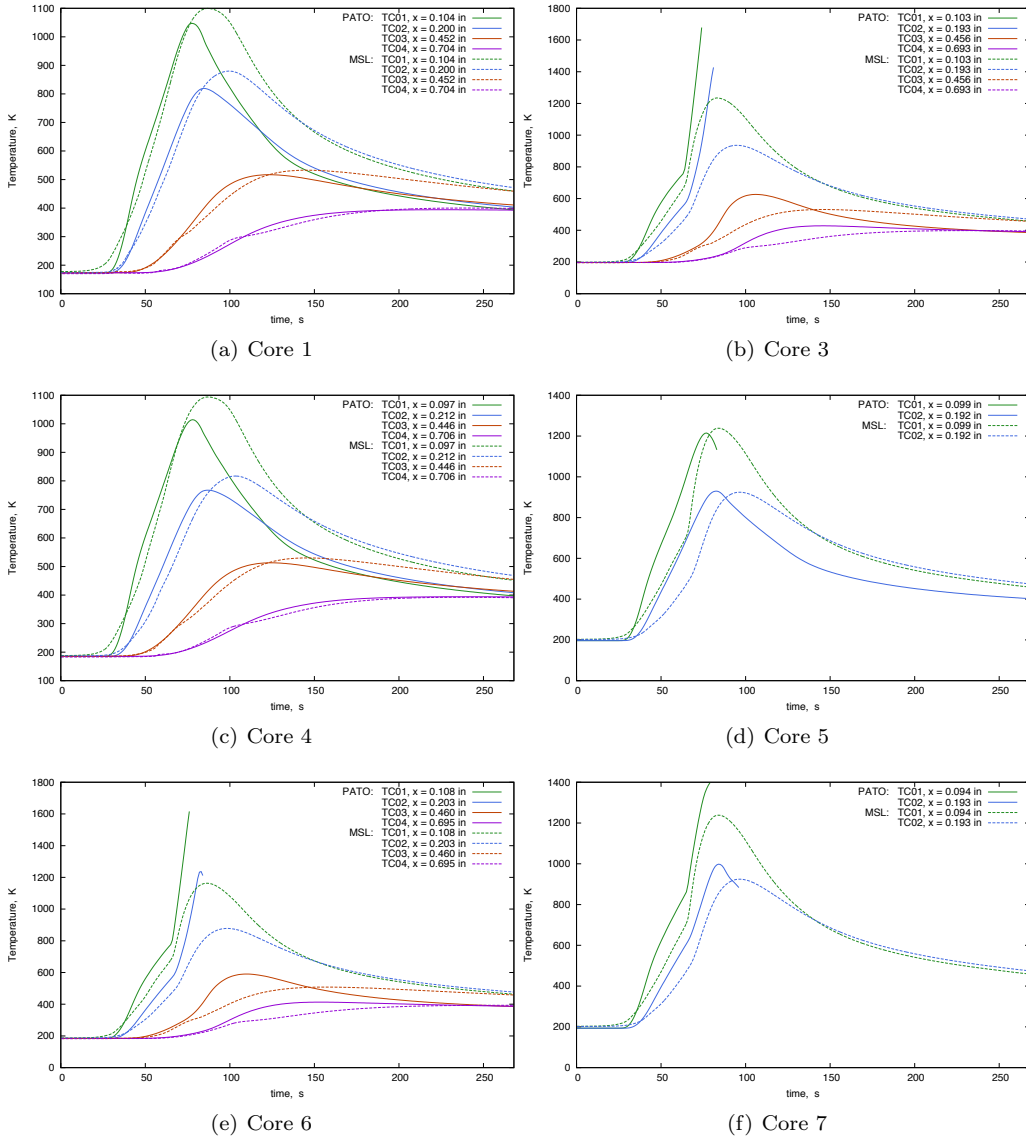 1100
1000
900
800
700
600
500
400
300
200
100
0 50 100 150 200 250
Temperature, K
time, s
PATO: TC01, x = 0.104 in
TC02, x = 0.200 in
TC03, x = 0.452 in
TC04, x = 0.704 in
MSL: TC01, x = 0.104 in
TC02, x = 0.200 in
TC03, x = 0.452 in
TC04, x = 0.704 in
(a) Core 1
1800
1600
1400
1200
1000
800
600
400
200
0
0 50 100 150 200 250
Temperature, K
time, s
PATO: TC01, x = 0.103 in
TC02, x = 0.193 in
TC03, x = 0.456 in
TC04, x = 0.693 in
MSL: TC01, x = 0.103 in
TC02, x = 0.193 in
TC03, x = 0.456 in
TC04, x = 0.693 in
(b) Core 3
1100
1000
900
800
700
600
500
400
300
200
100
0 50 100 150 200 250
Temperature, K
time, s
PATO: TC01, x = 0.097 in
TC02, x = 0.212 in
TC03, x = 0.446 in
TC04, x = 0.706 in
MSL: TC01, x = 0.097 in
TC02, x = 0.212 in
TC03, x = 0.446 in
TC04, x = 0.706 in
(c) Core 4
1400
1200
1000
800
600
400
200
0
0 50 100 150 200 250
Temperature, K
time, s
PATO: TC01, x = 0.099 in
TC02, x = 0.192 in
MSL: TC01, x = 0.099 in
TC02, x = 0.192 in
(d) Core 5
1800
1600
1400
1200
1000
800
600
400
200
0
0 50 100 150 200 250
Temperature, K
time, s
PATO: TC01, x = 0.108 in
TC02, x = 0.203 in
TC03, x = 0.460 in
TC04, x = 0.695 in
MSL: TC01, x = 0.108 in
TC02, x = 0.203 in
TC03, x = 0.460 in
TC04, x = 0.695 in
(e) Core 6
1400
1200
1000
800
600
400
200
0
0 50 100 150 200 250
Temperature, K
time, s
PATO: TC01, x = 0.094 in
TC02, x = 0.193 in
MSL: TC01, x = 0.094 in
TC02, x = 0.193 in
(f) Core 7